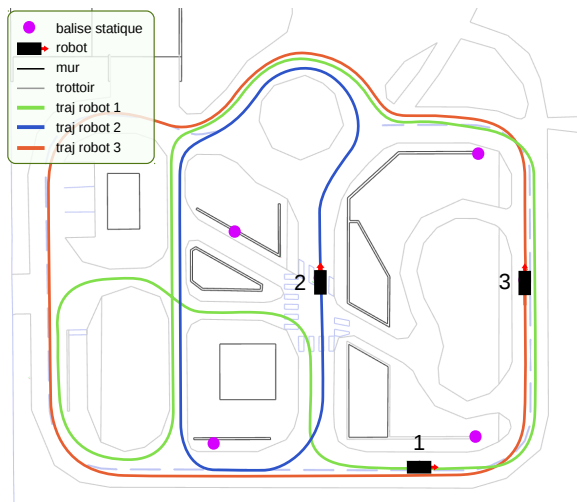 balise statique
robot
mur
trottoir
traj robot 1
traj robot 2
traj robot 3
2
3
1